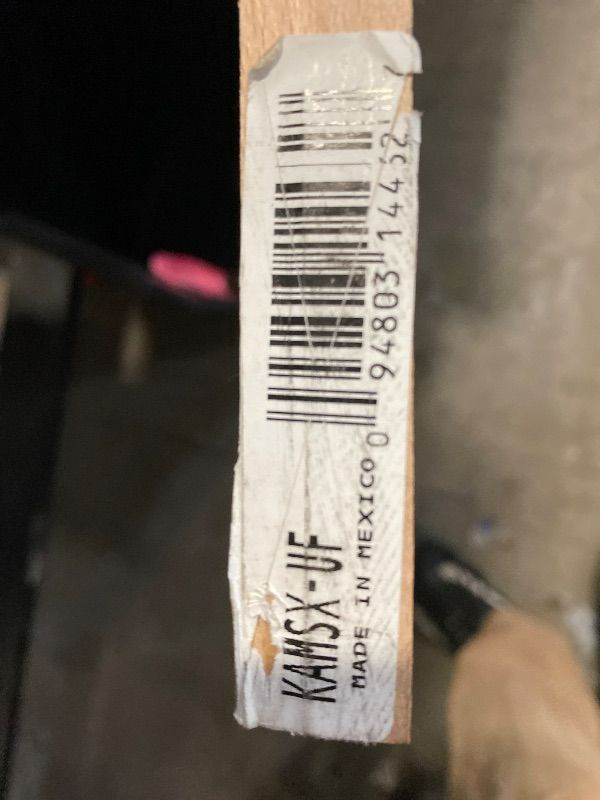 0 94803 14452
MADE IN MEXICO
KAMSX-UF